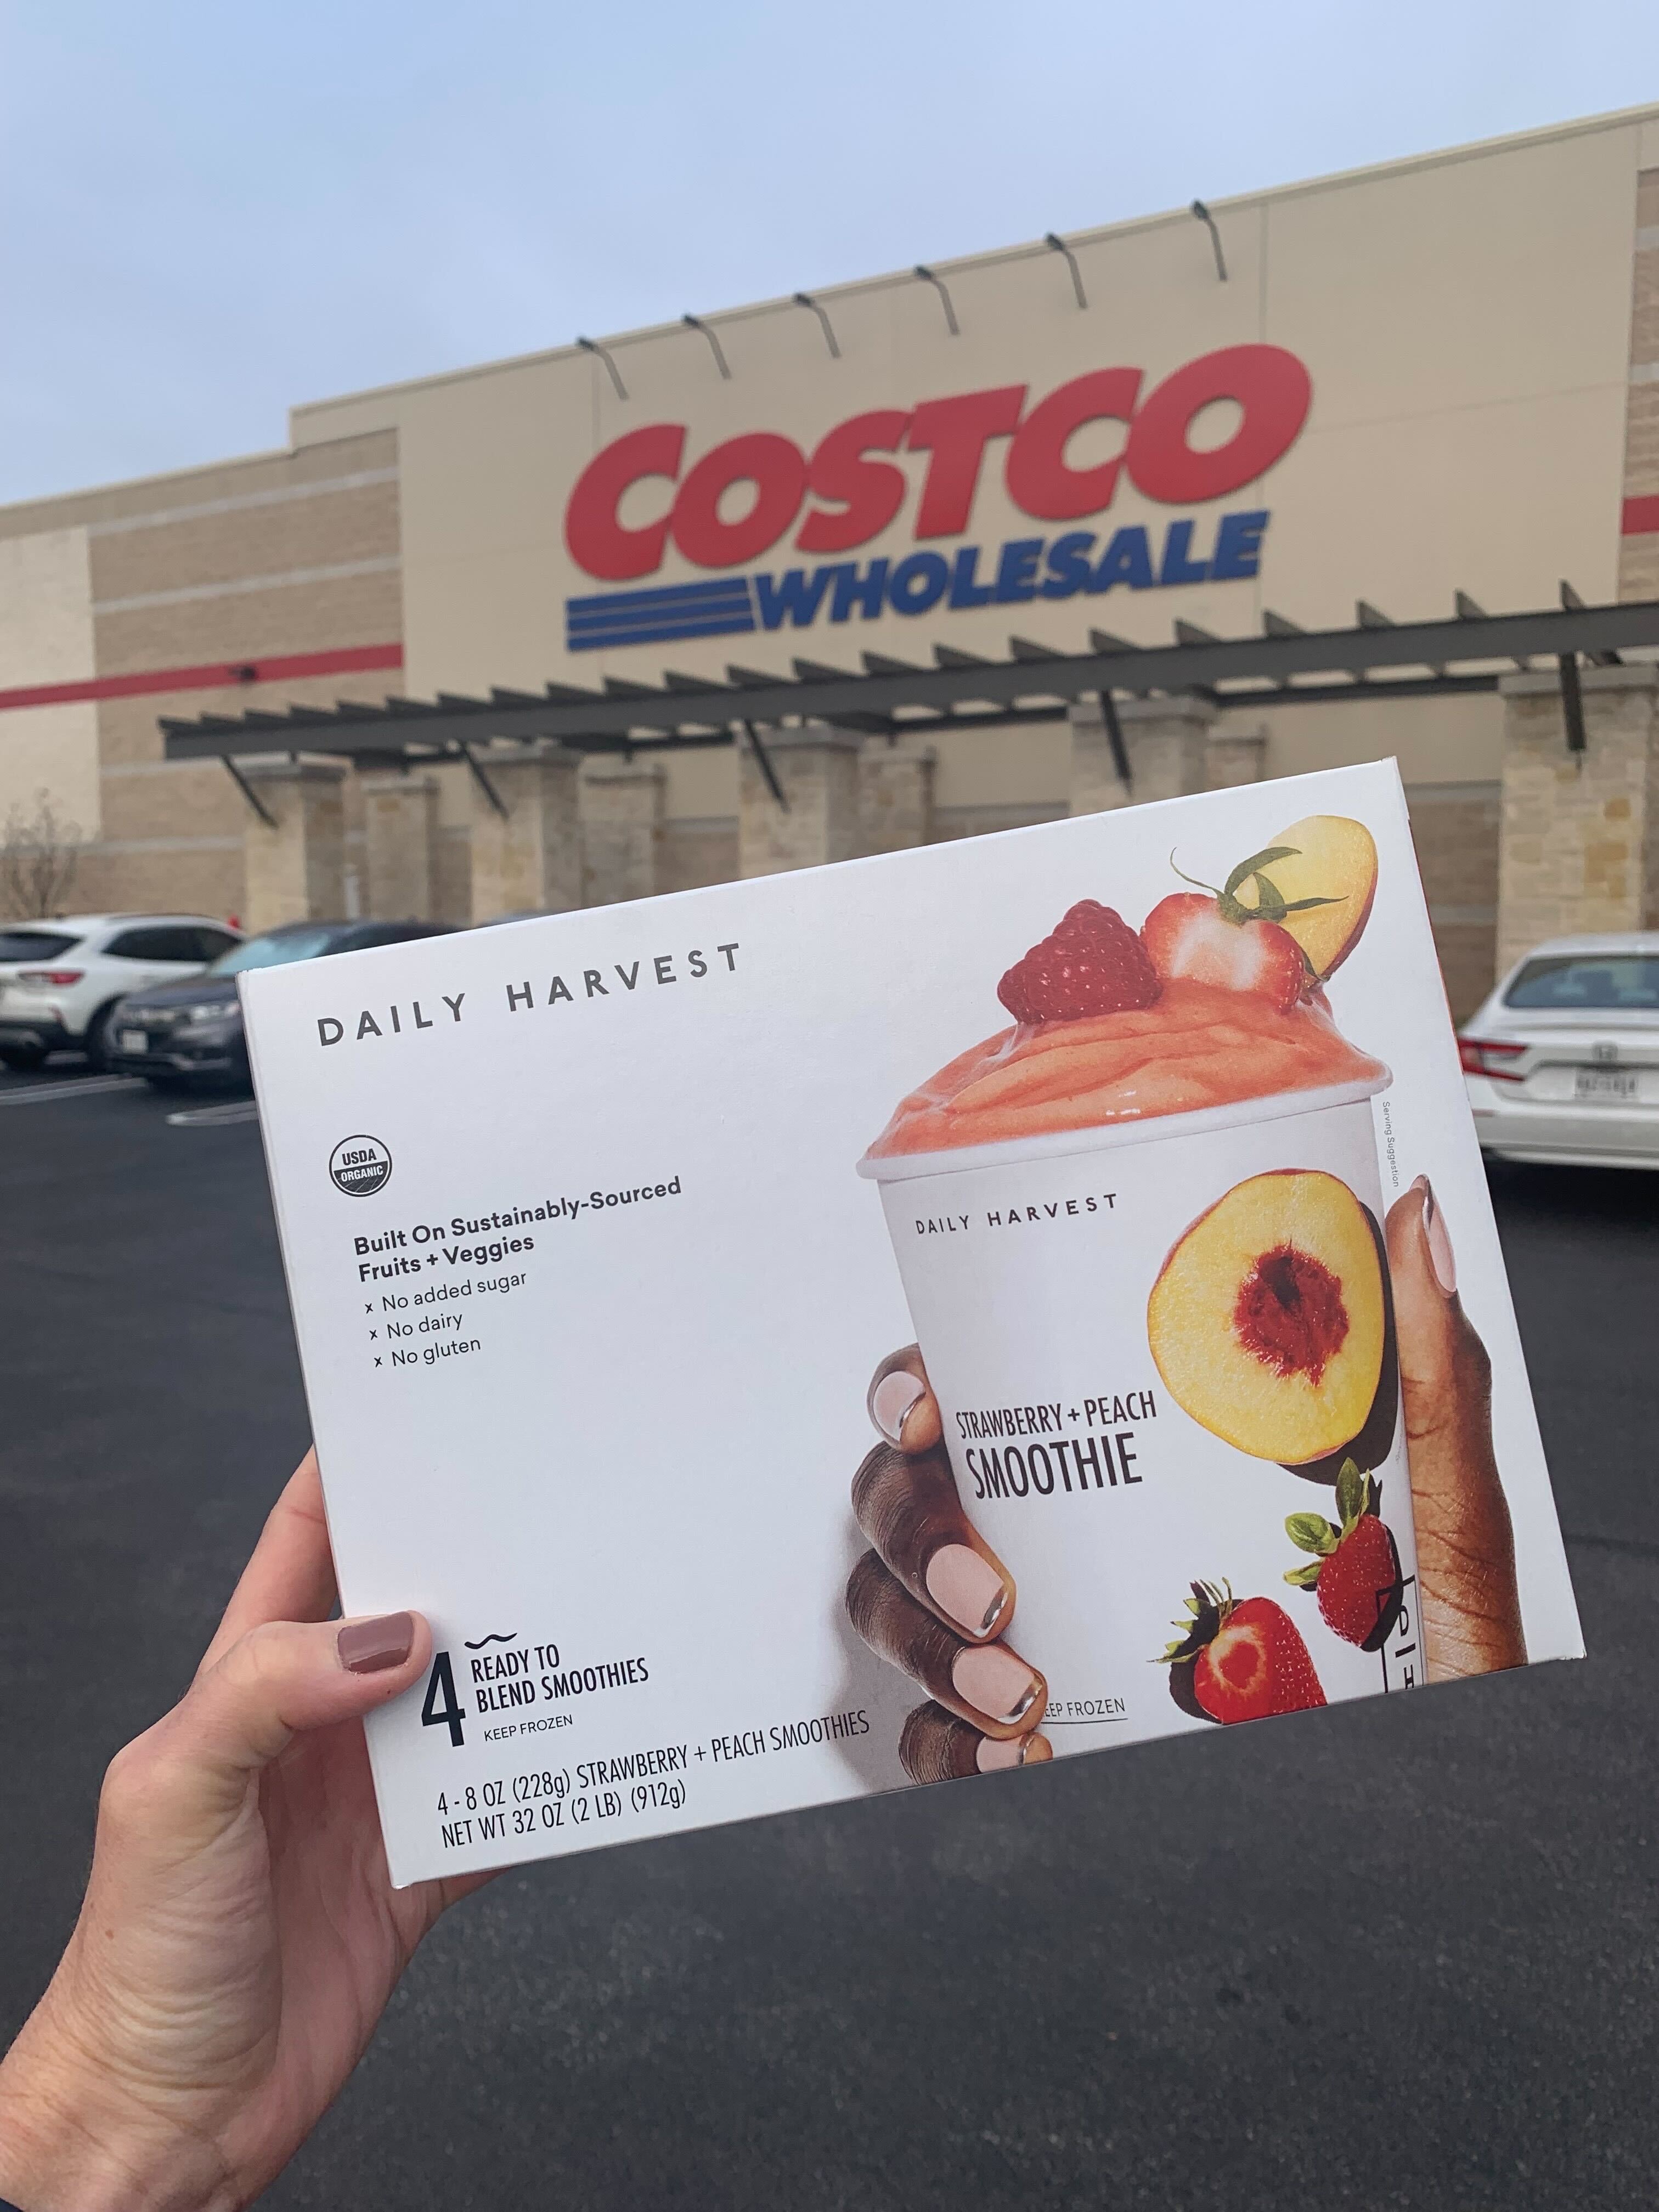 COSTCO
WHOLESALE
DAILY HARVEST
USDA
ORGANIC
Built On Sustainably-Sourced
Fruits + Veggies
x No added sugar
x No dairy
x No gluten
4 READY TO
BLEND SMOOTHIES
KEEP FROZEN
4 - 8 OZ (228g) STRAWBERRY + PEACH SMOOTHIES
NET WT 32 OZ (2 LB) (912g)
Serving Suggestion
DAILY HARVEST
STRAWBERRY + PEACH
SMOOTHIE
EEP FROZEN